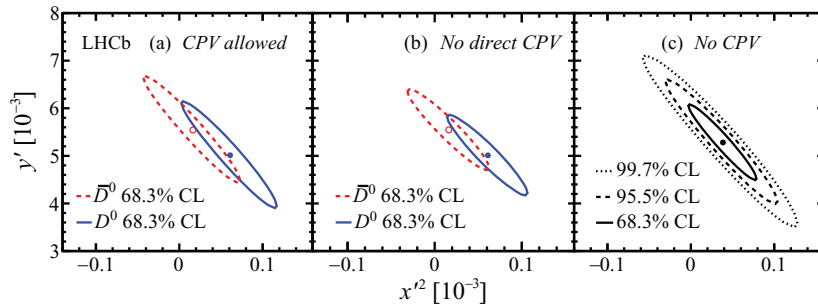 LHCb (a) CPV allowed
(b) No direct CPV
(c) No CPV
y′ [10⁻³]
8
7
6
5
4
3
D̅⁰ 68.3% CL
D⁰ 68.3% CL
D̅⁰ 68.3% CL
D⁰ 68.3% CL
99.7% CL
95.5% CL
68.3% CL
−0.1 0 0.1 −0.1 0 0.1 −0.1 0 0.1
x′² [10⁻³]